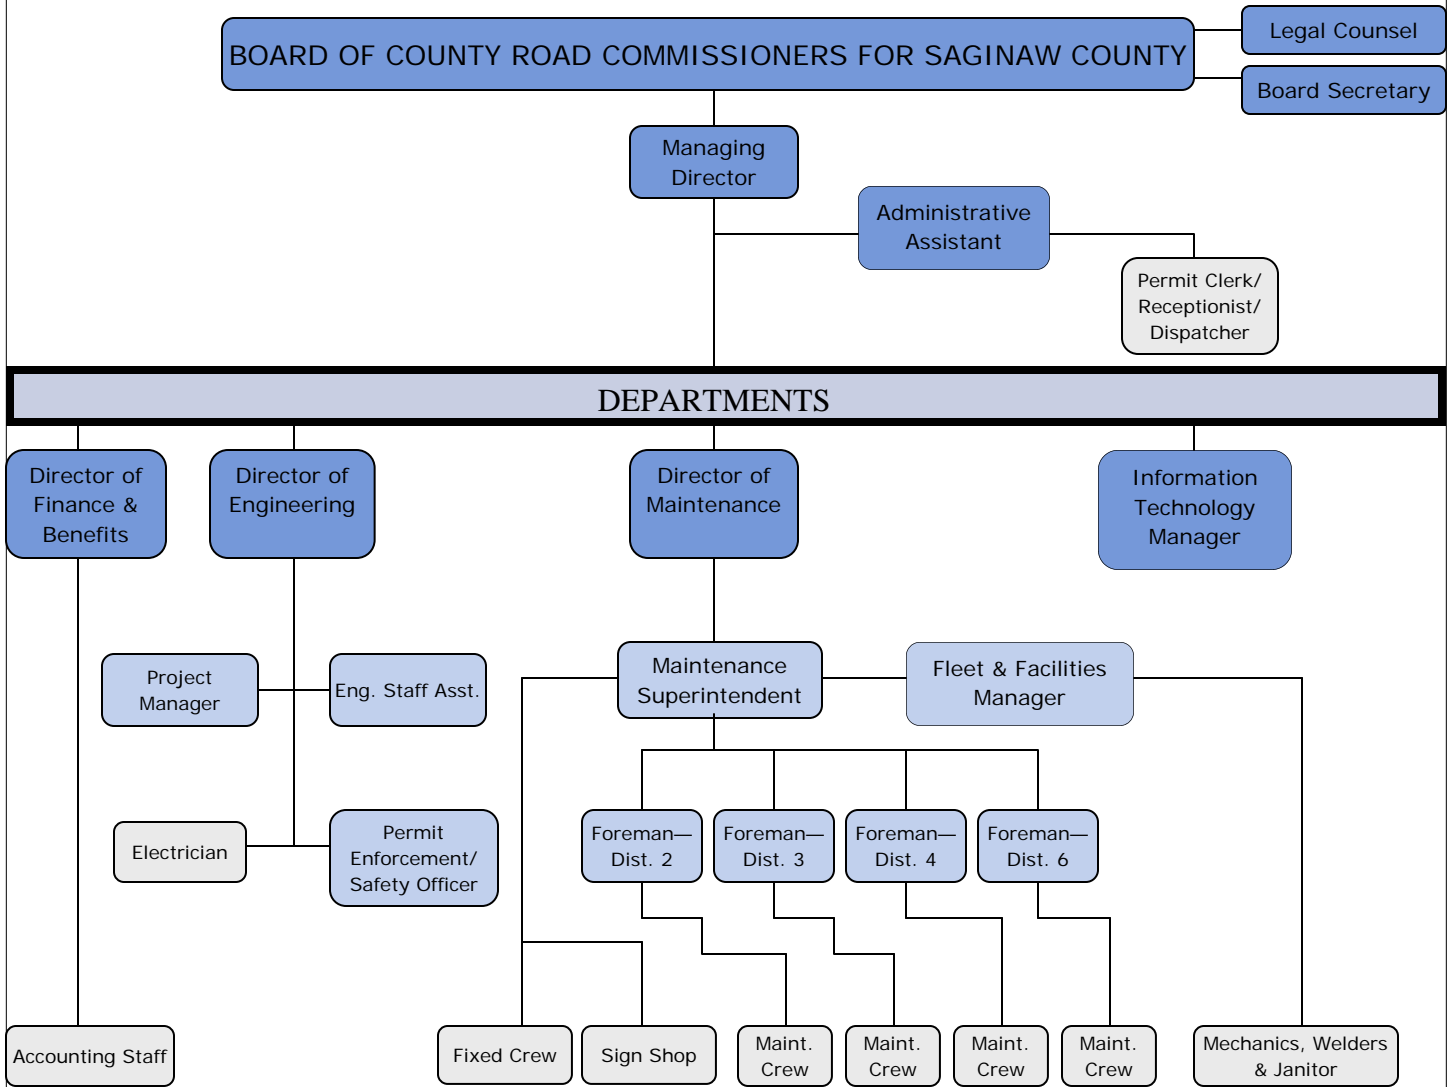 BOARD OF COUNTY ROAD COMMISSIONERS FOR SAGINAW COUNTY
Legal Counsel
Board Secretary
Managing
Director
Administrative
Assistant
Permit Clerk/
Receptionist/
Dispatcher
DEPARTMENTS
Director of
Finance &
Benefits
Director of
Engineering
Director of
Maintenance
Information
Technology
Manager
Project
Manager
Eng. Staff Asst.
Maintenance
Superintendent
Fleet & Facilities
Manager
Electrician
Permit
Enforcement/
Safety Officer
Foreman—
Dist. 2
Foreman—
Dist. 3
Foreman—
Dist. 4
Foreman—
Dist. 6
Accounting Staff
Fixed Crew
Sign Shop
Maint.
Crew
Maint.
Crew
Maint.
Crew
Maint.
Crew
Mechanics, Welders
& Janitor